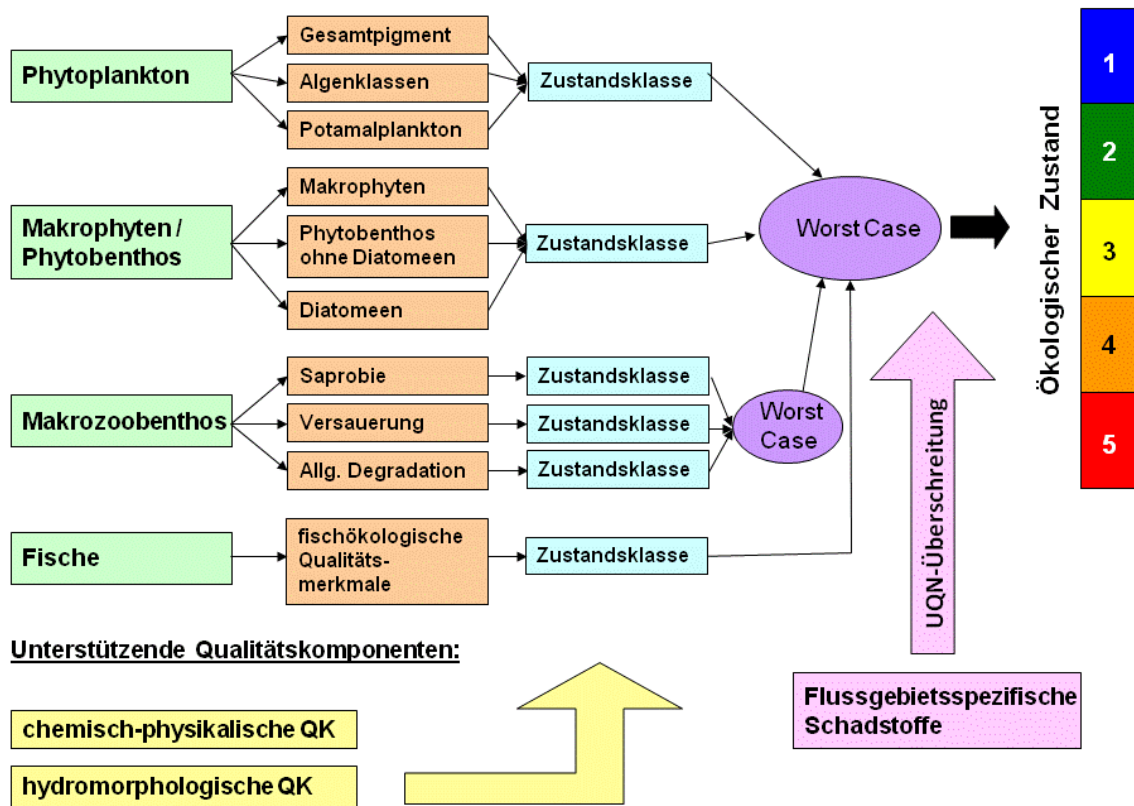 Phytoplankton
Gesamtpigment
Algenklassen
Potamalplankton
Zustandsklasse
Makrophyten /
Phytobenthos
Makrophyten
Phytobenthos
ohne Diatomeen
Diatomeen
Zustandsklasse
Worst Case
Makrozoobenthos
Saprobie
Versauerung
Allg. Degradation
Zustandsklasse
Zustandsklasse
Zustandsklasse
Worst
Case
Fische
fischökologische
Qualitäts-
merkmale
Zustandsklasse
Ökologischer Zustand
1
2
3
4
5
UQN-Überschreitung
Flussgebietsspezifische
Schadstoffe
Unterstützende Qualitätskomponenten:
chemisch-physikalische QK
hydromorphologische QK